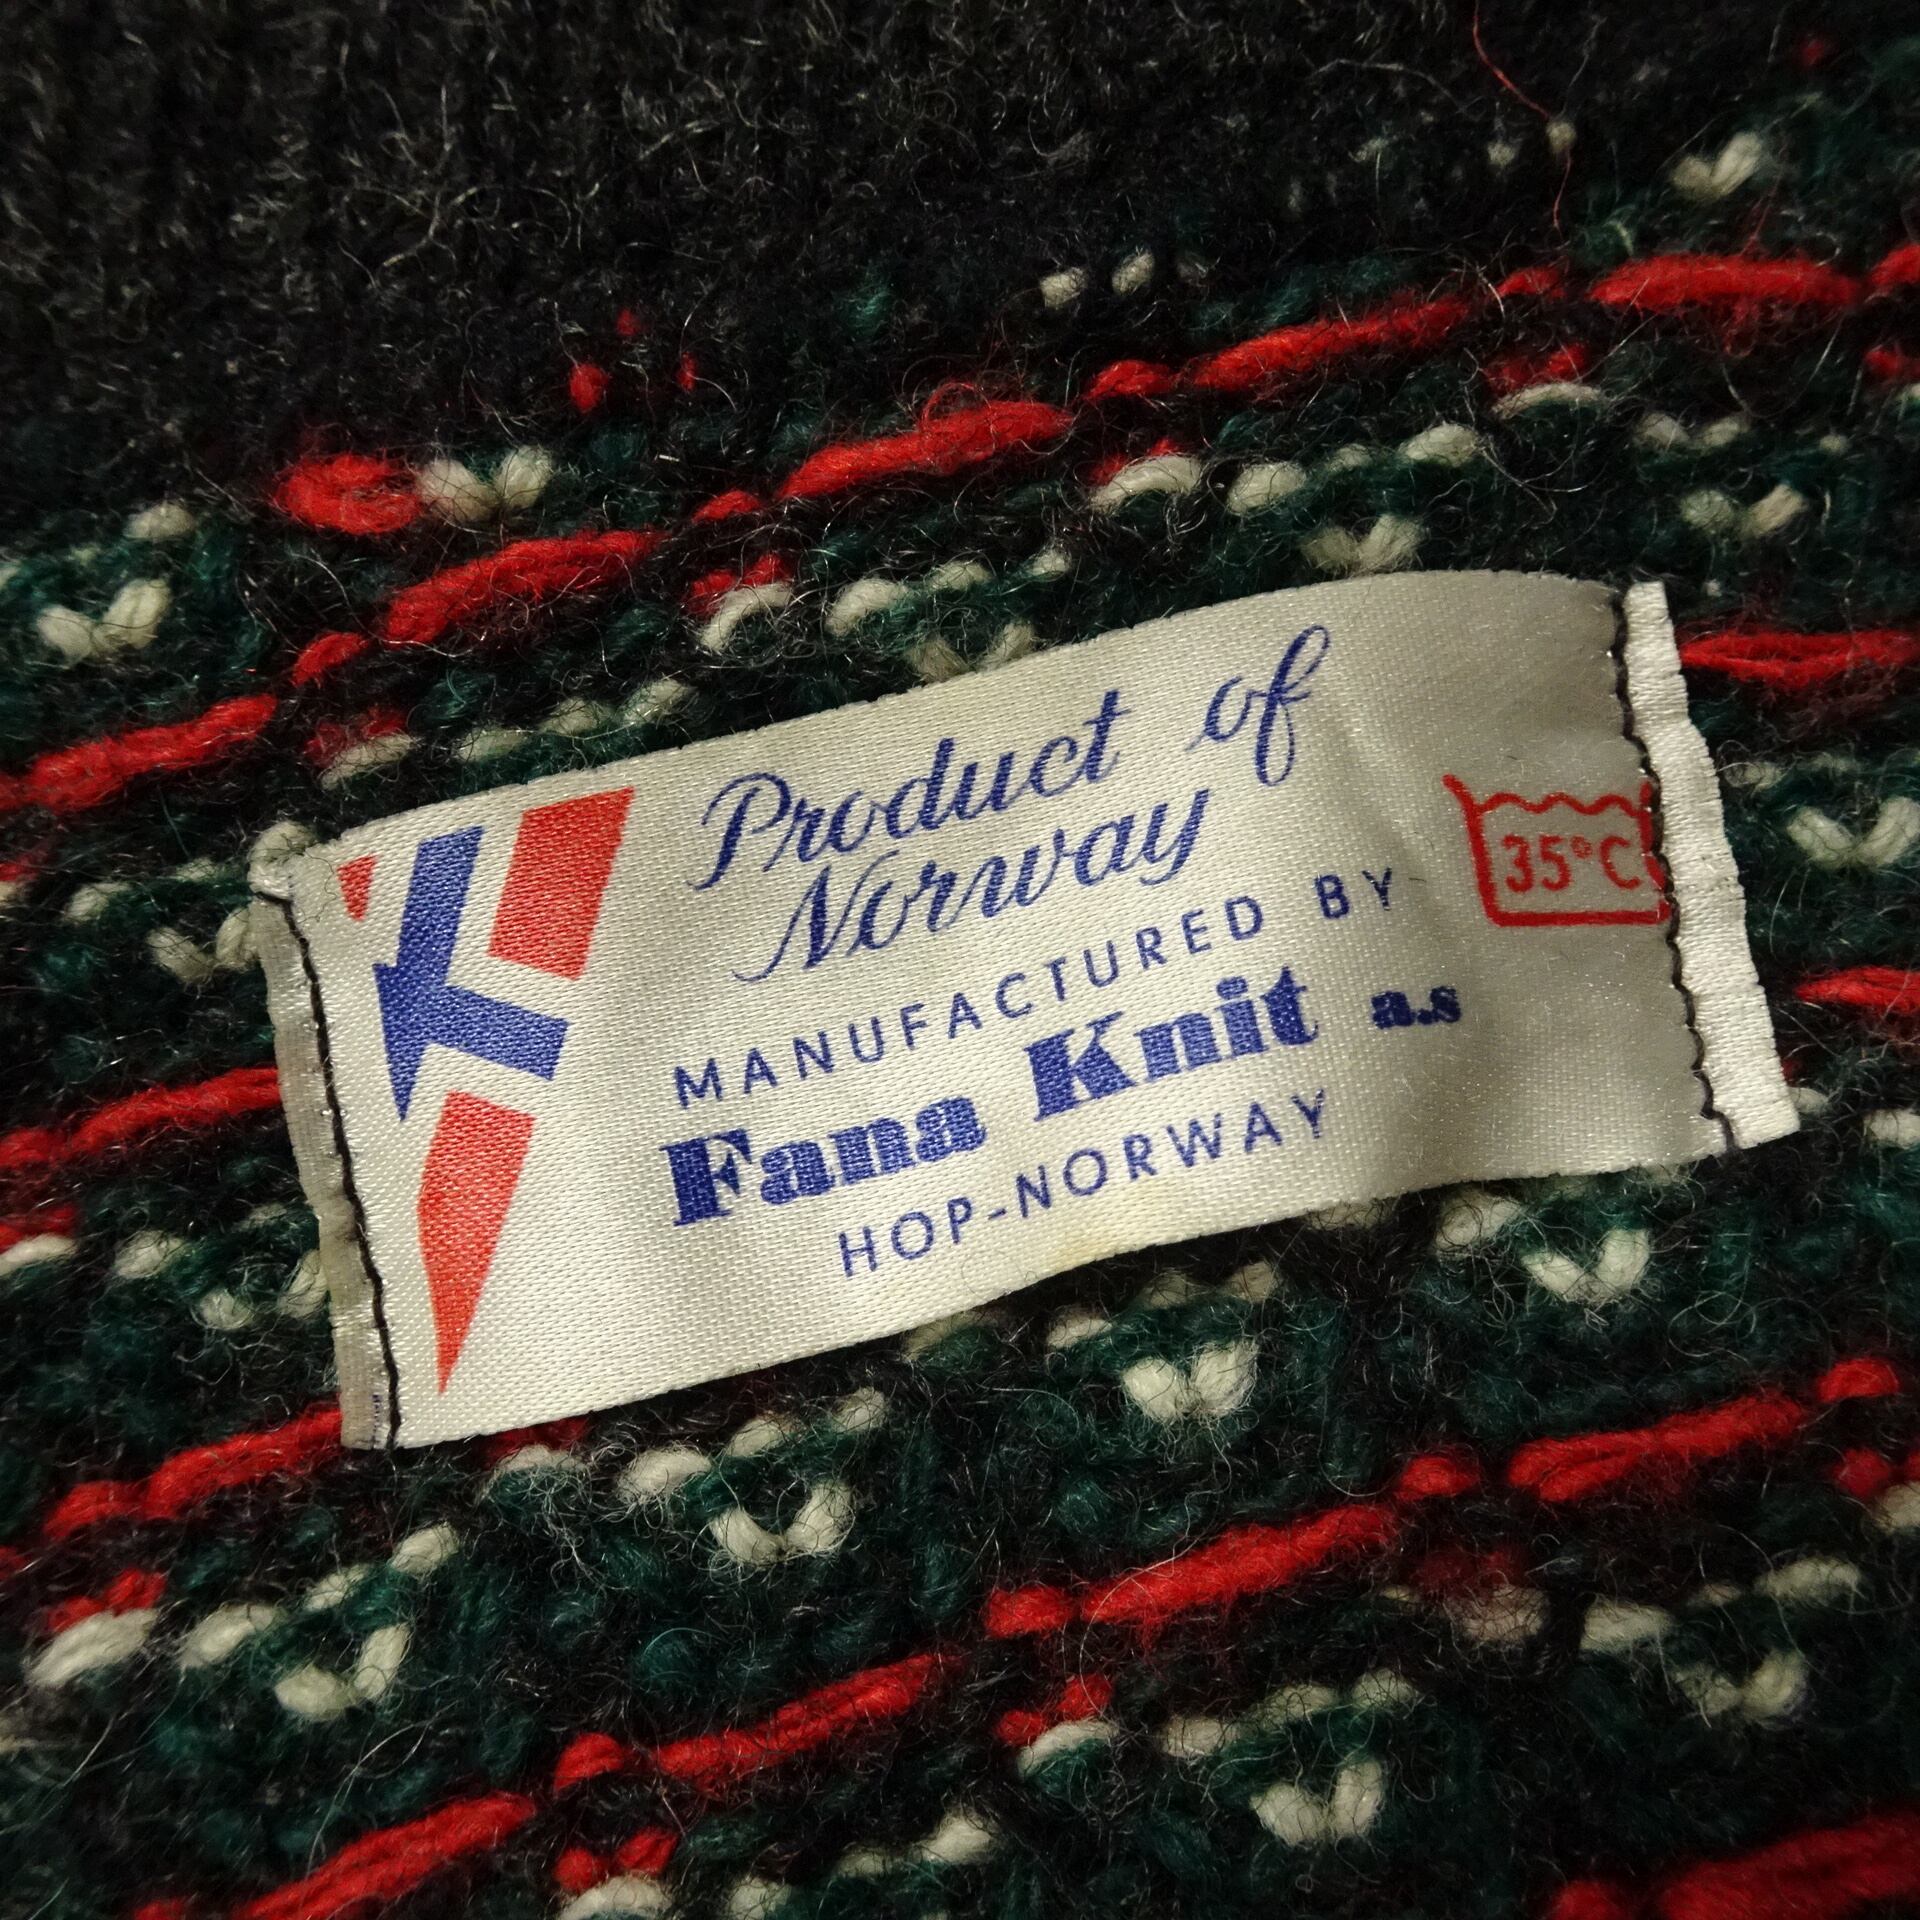 Product of
Norway
MANUFACTURED BY
Fana Knit a.s
HOP-NORWAY
35°C